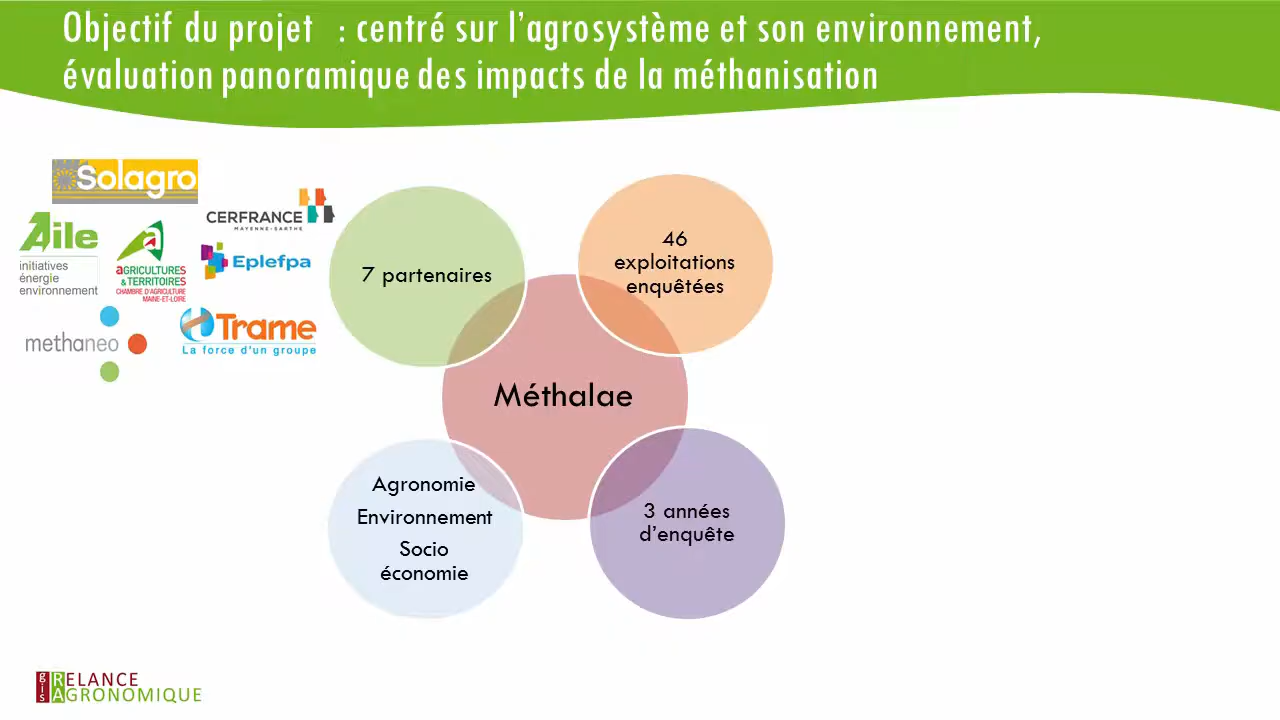 Objectif du projet : centré sur l’agrosystème et son environnement,
évaluation panoramique des impacts de la méthanisation
Solagro
CERFRANCE
MAYENNE-SARTHE
Aile
initiatives
énergie
environnement
AGRICULTURES
& TERRITOIRES
CHAMBRE D'AGRICULTURE
MAINE-ET-LOIRE
Eplefpa
methaneo
Trame
La force d'un groupe
7 partenaires
46
exploitations
enquêtées
Méthalae
Agronomie
Environnement
Socio
économie
3 années
d’enquête
gis
RELANCE
AGRONOMIQUE